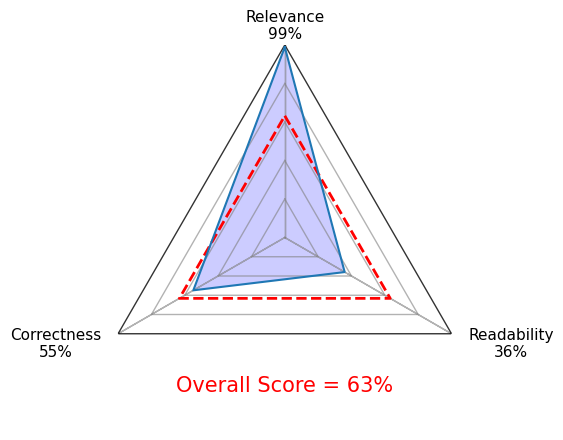 Relevance
99%
Correctness
55%
Readability
36%
Overall Score = 63%